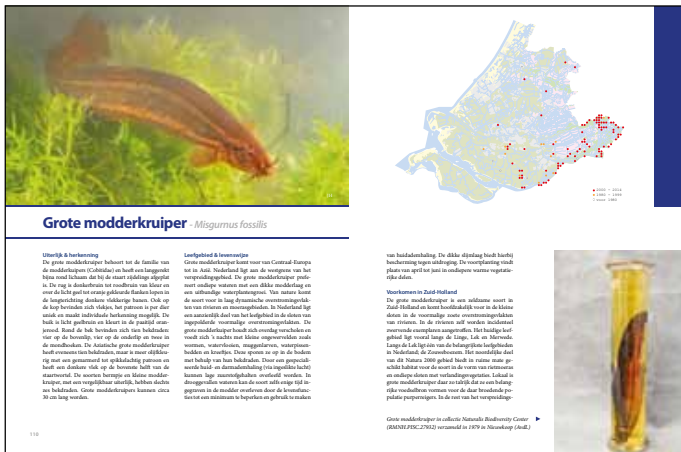 Grote modderkruiper - Misgurnus fossilis
Uiterlijk & herkenning
De grote modderkruiper behoort tot de familie van
de modderkruipers (Cobitidae) en heeft een langgerekt
bijna rond lichaam dat bij de staart zijdelings afgeplat
is. De rug is donkerbruin tot roodbruin van kleur en
over de licht geel tot oranje gekleurde flanken lopen in
de lengterichting donkere vlekkerige banen. Ook op
de kop bevinden zich vlekjes, het patroon is per dier
uniek en maakt individuele herkenning mogelijk. De
buik is licht geelbruin en kleurt in de paaitijd oran-
jerood. Rond de bek bevinden zich tien bekdraden:
vier op de bovenlip, vier op de onderlip en twee in
de mondhoeken. De Aziatische grote modderkruiper
heeft eveneens tien bekdraden, maar is meer olijfkleu-
rig met een gemarmerd tot spikkelachtig patroon en
heeft een donkere vlek op de bovenste helft van de
staartwortel. De soorten bermpje en kleine modder-
kruiper, met een vergelijkbaar uiterlijk, hebben slechts
zes bekdraden. Grote modderkruipers kunnen circa
30 cm lang worden.
Leefgebied & levenswijze
Grote modderkruiper komt voor van Centraal-Europa
tot in Azië. Nederland ligt aan de westgrens van het
verspreidingsgebied. De grote modderkruiper prefe-
reert ondiepe wateren met een dikke modderlaag en
een uitbundige waterplantengroei. Van nature komt
de soort voor in laag dynamische overstromingsvlak-
ten van rivieren en moerasgebieden. In Nederland ligt
een aanzienlijk deel van het leefgebied in de sloten van
ingepolderde voormalige overstromingsvlakten. De
grote modderkruiper houdt zich overdag verscholen en
voedt zich 's nachts met kleine ongewervelden zoals
wormen, watervlooien, muggenlarven, waterpissen-
bedden en kreeftjes. Deze sporen ze op in de bodem
met behulp van hun bekdraden. Door een gespeciali-
seerde huid- en darmademhaling (via ingeslikte lucht)
kunnen lage zuurstofgehalten overleefd worden. In
droogvallen wateren kan de soort zelfs enige tijd in-
gegraven in de modder overleven door de levensfunc-
ties tot een minimum te beperken en gebruik te maken
van huidademhaling. De dikke slijmlaag biedt hierbij
bescherming tegen uitdroging. De voortplanting vindt
plaats van april tot juni in ondiepere warme vegetatie-
rijke delen.
Voorkomen in Zuid-Holland
De grote modderkruiper is een zeldzame soort in
Zuid-Holland en komt hoofdzakelijk voor in de kleine
sloten in de voormalige zoete overstromingsvlakten
van rivieren. In de rivieren zelf worden incidenteel
zwervende exemplaren aangetroffen. Het huidige leef-
gebied ligt vooral langs de Linge, Lek en Merwede.
Langs de Lek ligt één van de belangrijkste leefgebieden
in Nederland; de Zouweboezem. Het noordelijke deel
van dit Natura 2000 gebied biedt in ruime mate ge-
schikt habitat voor de soort in de vorm van rietmoeras
en ondiepe sloten met verlandingsvegetaties. Lokaal is
grote modderkruiper daar zo talrijk dat ze een belang-
rijke voedselbron vormen voor de daar broedende po-
pulatie purperreigers. In de rest van het verspreidings-
Grote modderkruiper in collectie Naturalis Biodiversity Center
(RMNH.PISC.27932) verzameld in 1979 in Nieuwkoop (AndL)